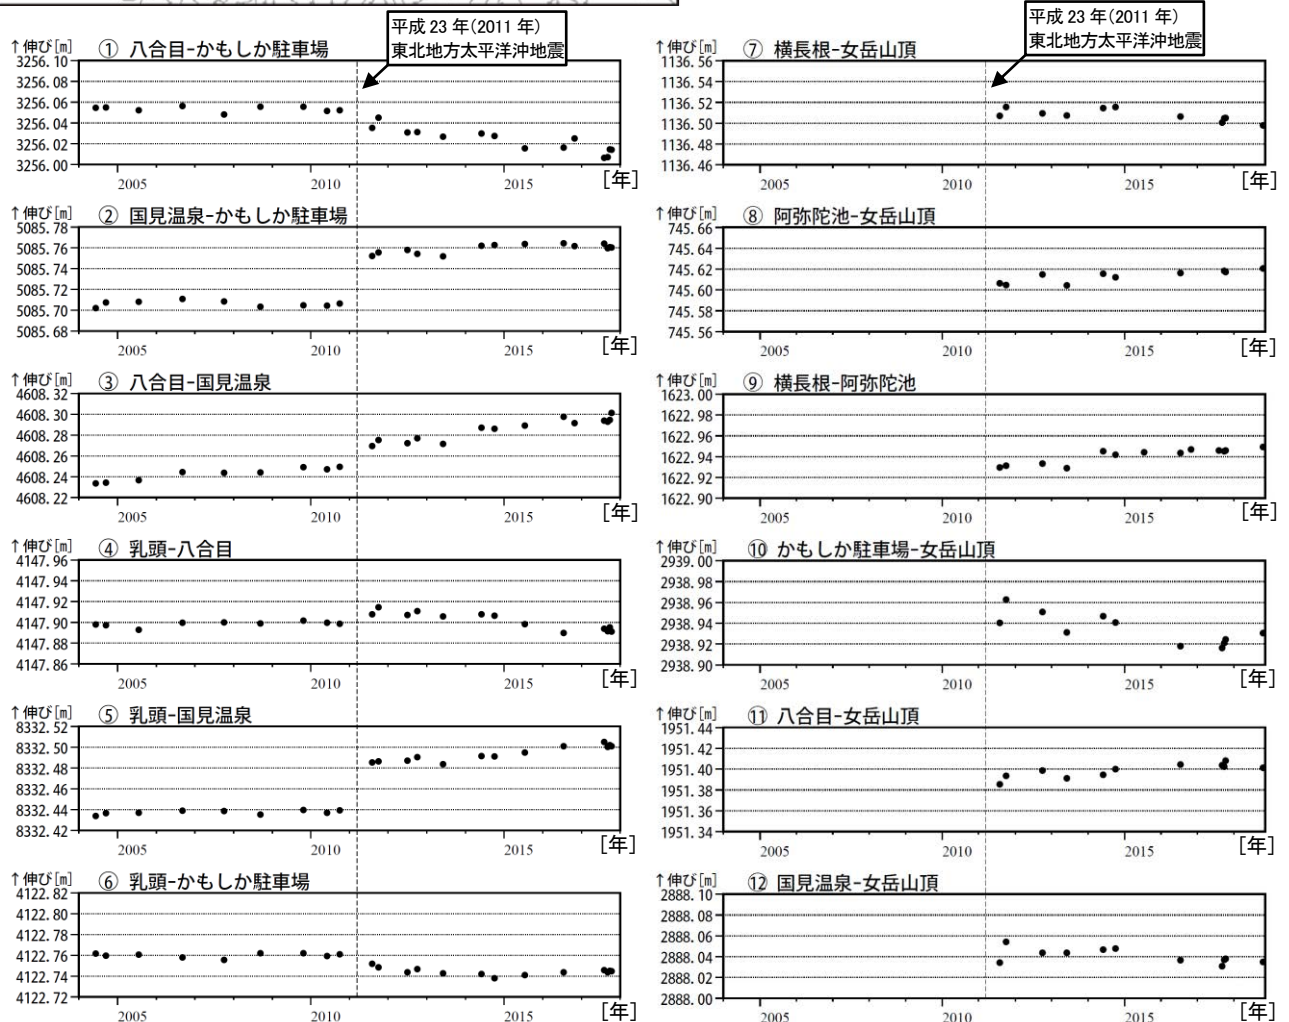 平成 23 年(2011 年)
東北地方太平洋沖地震
↑伸び[m] ① 八合目-かもしか駐車場
3256.10
3256.08
3256.06
3256.04
3256.02
3256.00
2005 2010 2015 [年]
↑伸び[m] ② 国見温泉-かもしか駐車場
5085.78
5085.76
5085.74
5085.72
5085.70
5085.68
2005 2010 2015 [年]
↑伸び[m] ③ 八合目-国見温泉
4608.32
4608.30
4608.28
4608.26
4608.24
4608.22
2005 2010 2015 [年]
↑伸び[m] ④ 乳頭-八合目
4147.96
4147.94
4147.92
4147.90
4147.88
4147.86
2005 2010 2015 [年]
↑伸び[m] ⑤ 乳頭-国見温泉
8332.52
8332.50
8332.48
8332.46
8332.44
8332.42
2005 2010 2015 [年]
↑伸び[m] ⑥ 乳頭-かもしか駐車場
4122.82
4122.80
4122.78
4122.76
4122.74
4122.72
2005 2010 2015 [年]
平成 23 年(2011 年)
東北地方太平洋沖地震
↑伸び[m] ⑦ 横長根-女岳山頂
1136.56
1136.54
1136.52
1136.50
1136.48
1136.46
2005 2010 2015 [年]
↑伸び[m] ⑧ 阿弥陀池-女岳山頂
745.66
745.64
745.62
745.60
745.58
745.56
2005 2010 2015 [年]
↑伸び[m] ⑨ 横長根-阿弥陀池
1623.00
1622.98
1622.96
1622.94
1622.92
1622.90
2005 2010 2015 [年]
↑伸び[m] ⑩ かもしか駐車場-女岳山頂
2939.00
2938.98
2938.96
2938.94
2938.92
2938.90
2005 2010 2015 [年]
↑伸び[m] ⑪ 八合目-女岳山頂
1951.44
1951.42
1951.40
1951.38
1951.36
1951.34
2005 2010 2015 [年]
↑伸び[m] ⑫ 国見温泉-女岳山頂
2888.10
2888.08
2888.06
2888.04
2888.02
2888.00
2005 2010 2015 [年]